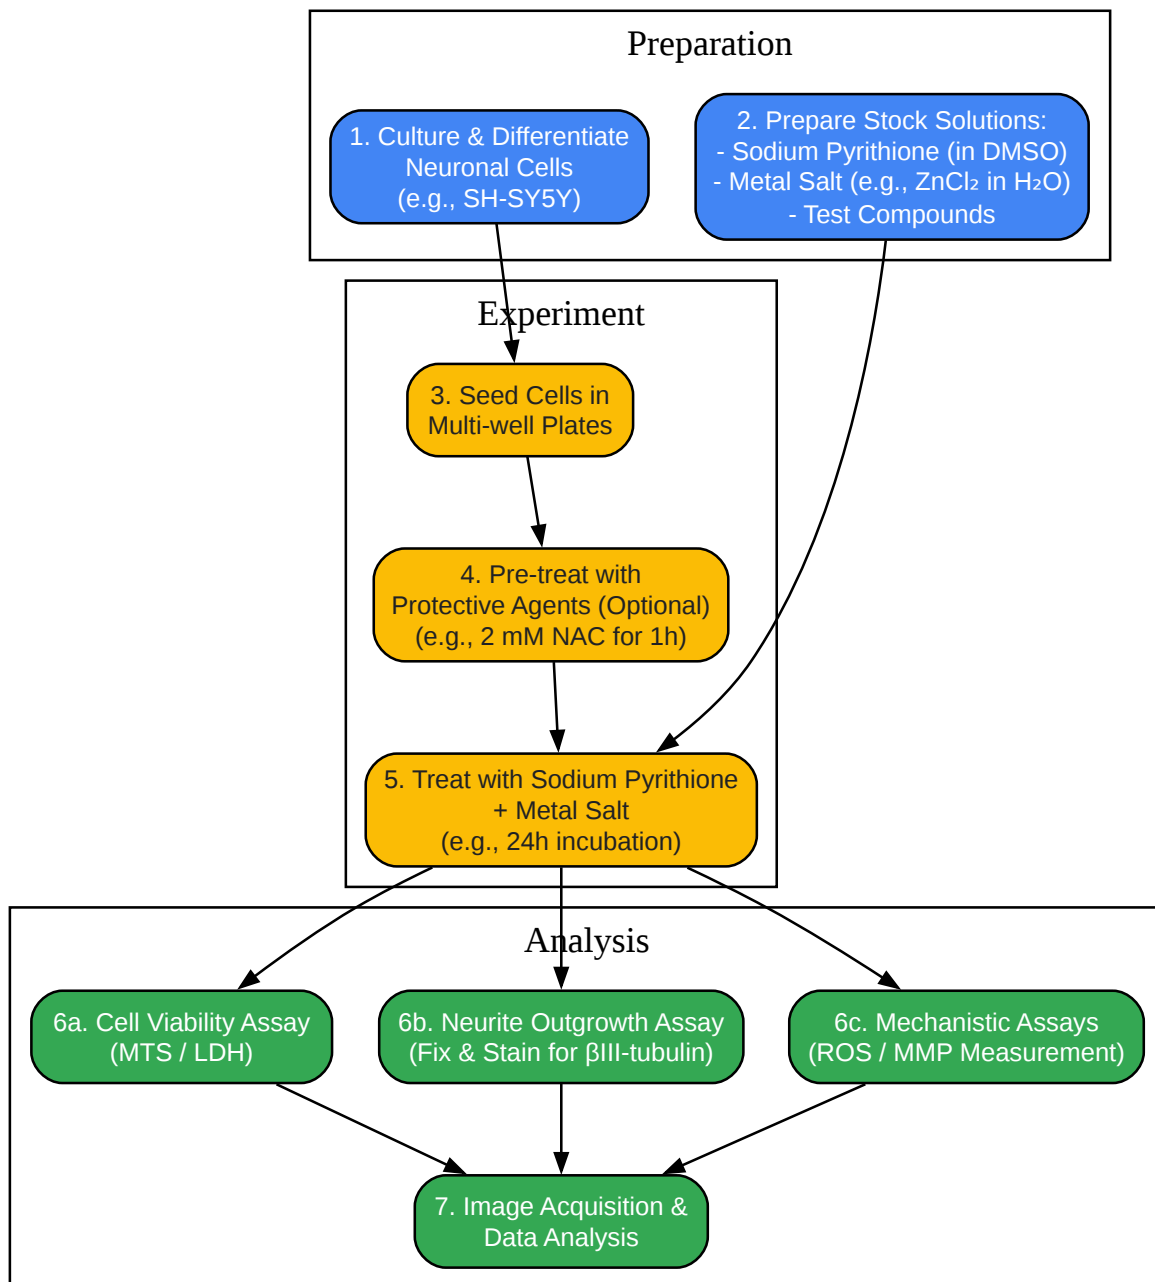 Preparation
1. Culture & Differentiate
Neuronal Cells
(e.g., SH-SY5Y)
2. Prepare Stock Solutions:
- Sodium Pyrithione (in DMSO)
- Metal Salt (e.g., ZnCl₂ in H₂O)
- Test Compounds
Experiment
3. Seed Cells in
Multi-well Plates
4. Pre-treat with
Protective Agents (Optional)
(e.g., 2 mM NAC for 1h)
5. Treat with Sodium Pyrithione
+ Metal Salt
(e.g., 24h incubation)
Analysis
6a. Cell Viability Assay
(MTS / LDH)
6b. Neurite Outgrowth Assay
(Fix & Stain for βIII-tubulin)
6c. Mechanistic Assays
(ROS / MMP Measurement)
7. Image Acquisition &
Data Analysis